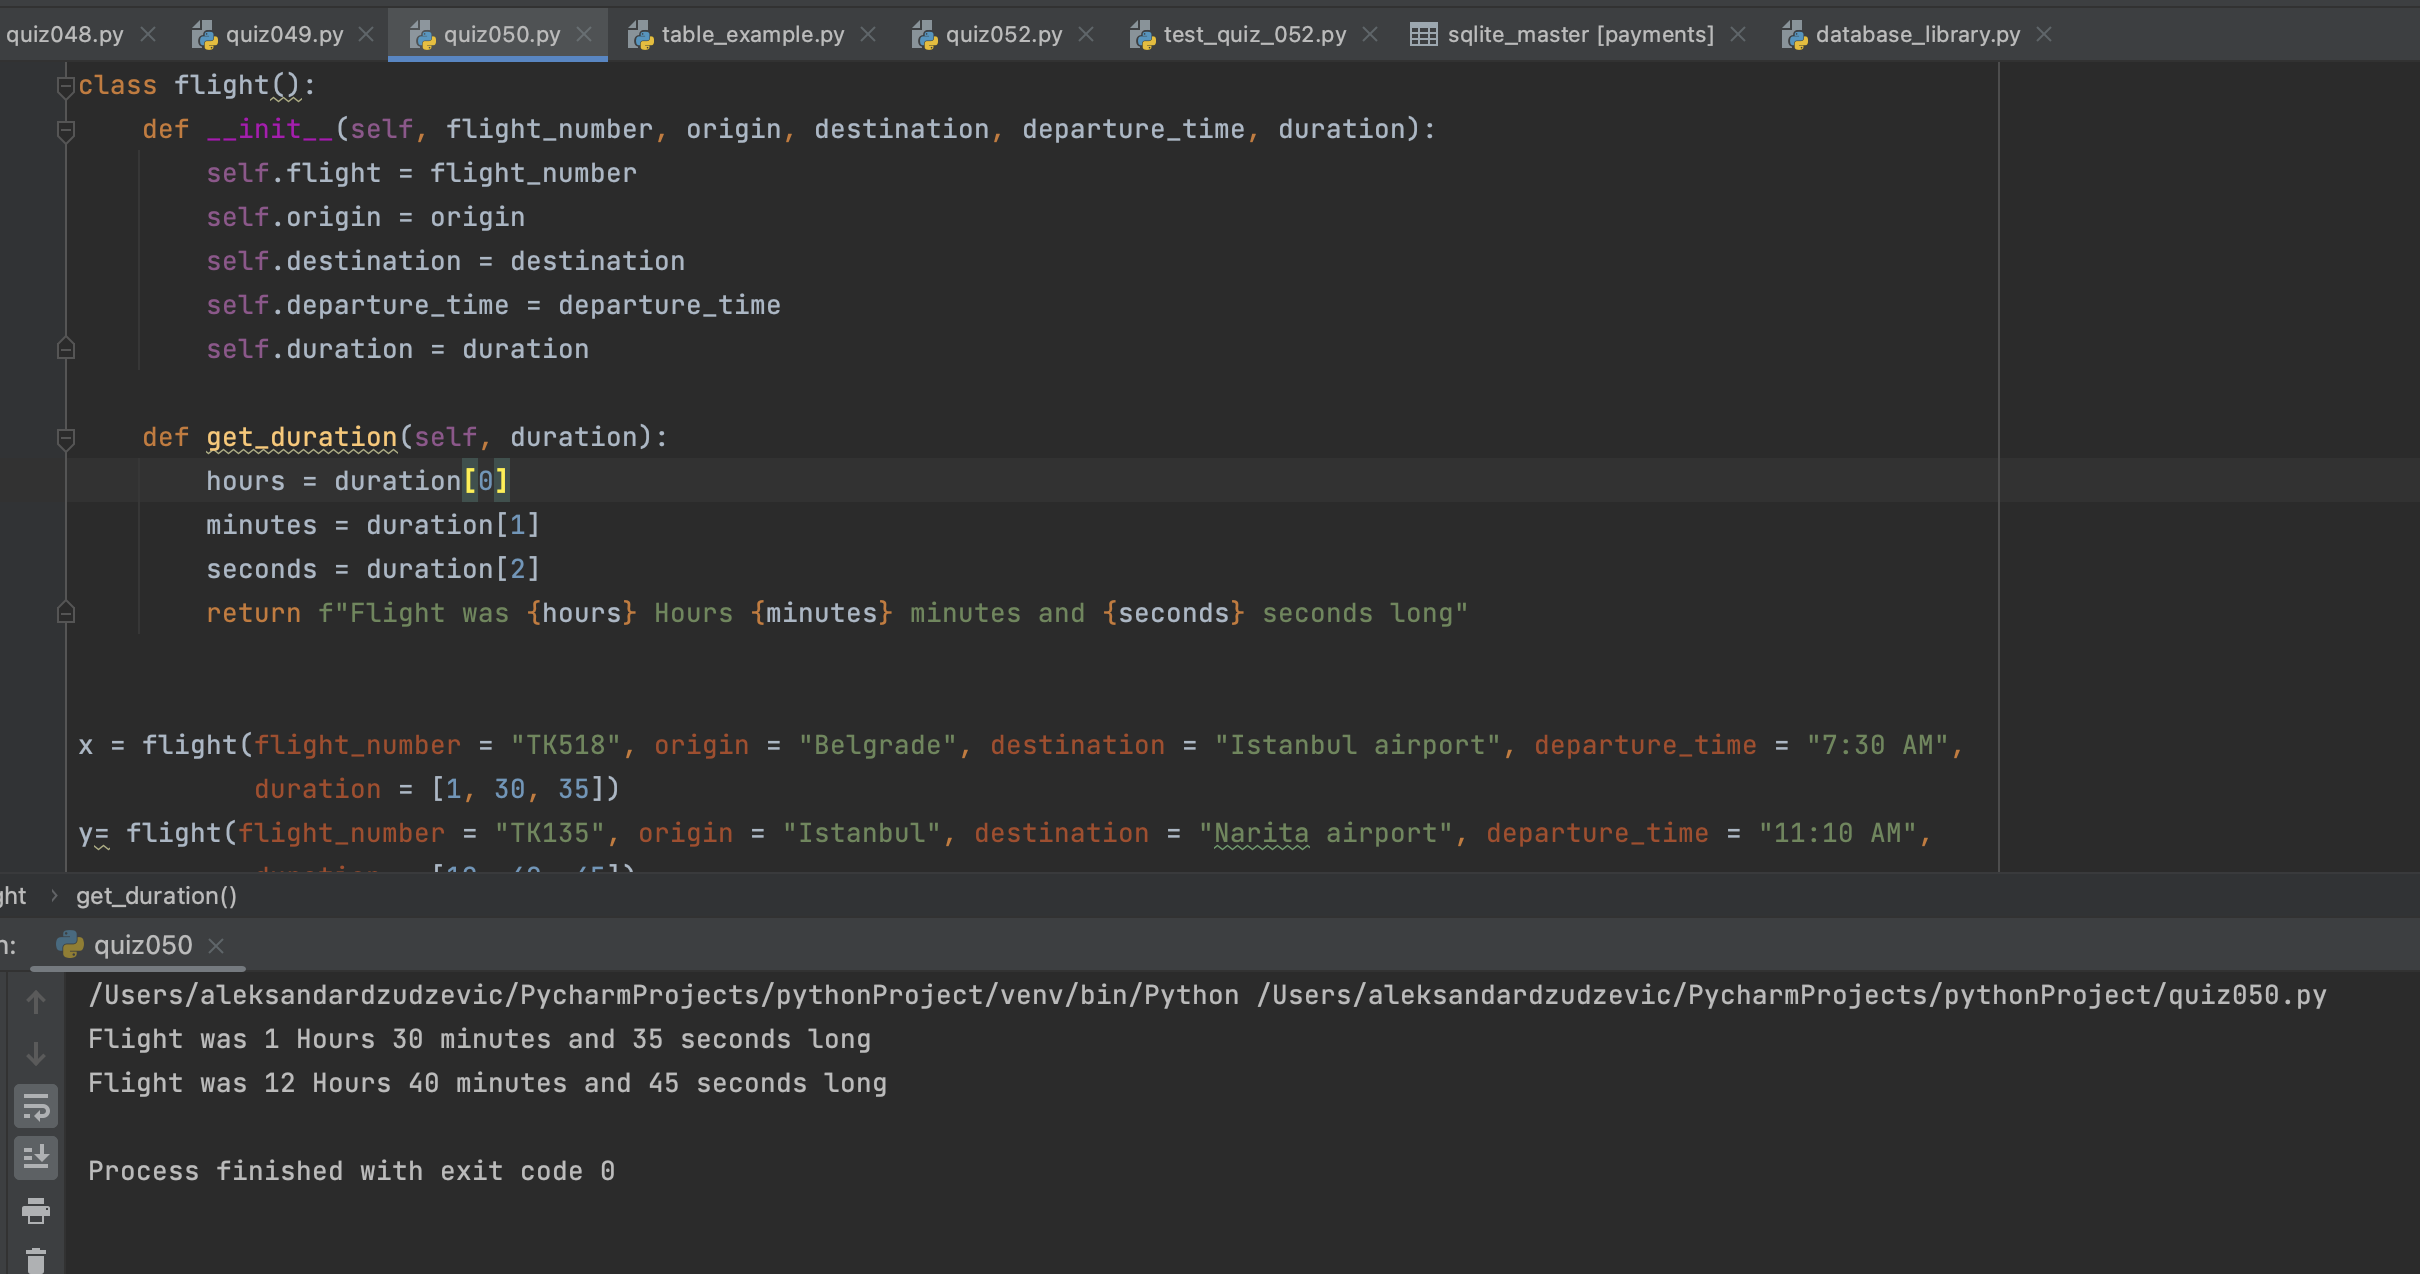 quiz048.py quiz049.py quiz050.py table_example.py quiz052.py test_quiz_052.py sqlite_master [payments] database_library.py
class flight():
    def __init__(self, flight_number, origin, destination, departure_time, duration):
        self.flight = flight_number
        self.origin = origin
        self.destination = destination
        self.departure_time = departure_time
        self.duration = duration
    def get_duration(self, duration):
        hours = duration[0]
        minutes = duration[1]
        seconds = duration[2]
        return f"Flight was {hours} Hours {minutes} minutes and {seconds} seconds long"
x = flight(flight_number = "TK518", origin = "Belgrade", destination = "Istanbul airport", departure_time = "7:30 AM",
           duration = [1, 30, 35])
y= flight(flight_number = "TK135", origin = "Istanbul", destination = "Narita airport", departure_time = "11:10 AM",
ght › get_duration()
n: quiz050
/Users/aleksandardzudzevic/PycharmProjects/pythonProject/venv/bin/Python /Users/aleksandardzudzevic/PycharmProjects/pythonProject/quiz050.py
Flight was 1 Hours 30 minutes and 35 seconds long
Flight was 12 Hours 40 minutes and 45 seconds long
Process finished with exit code 0